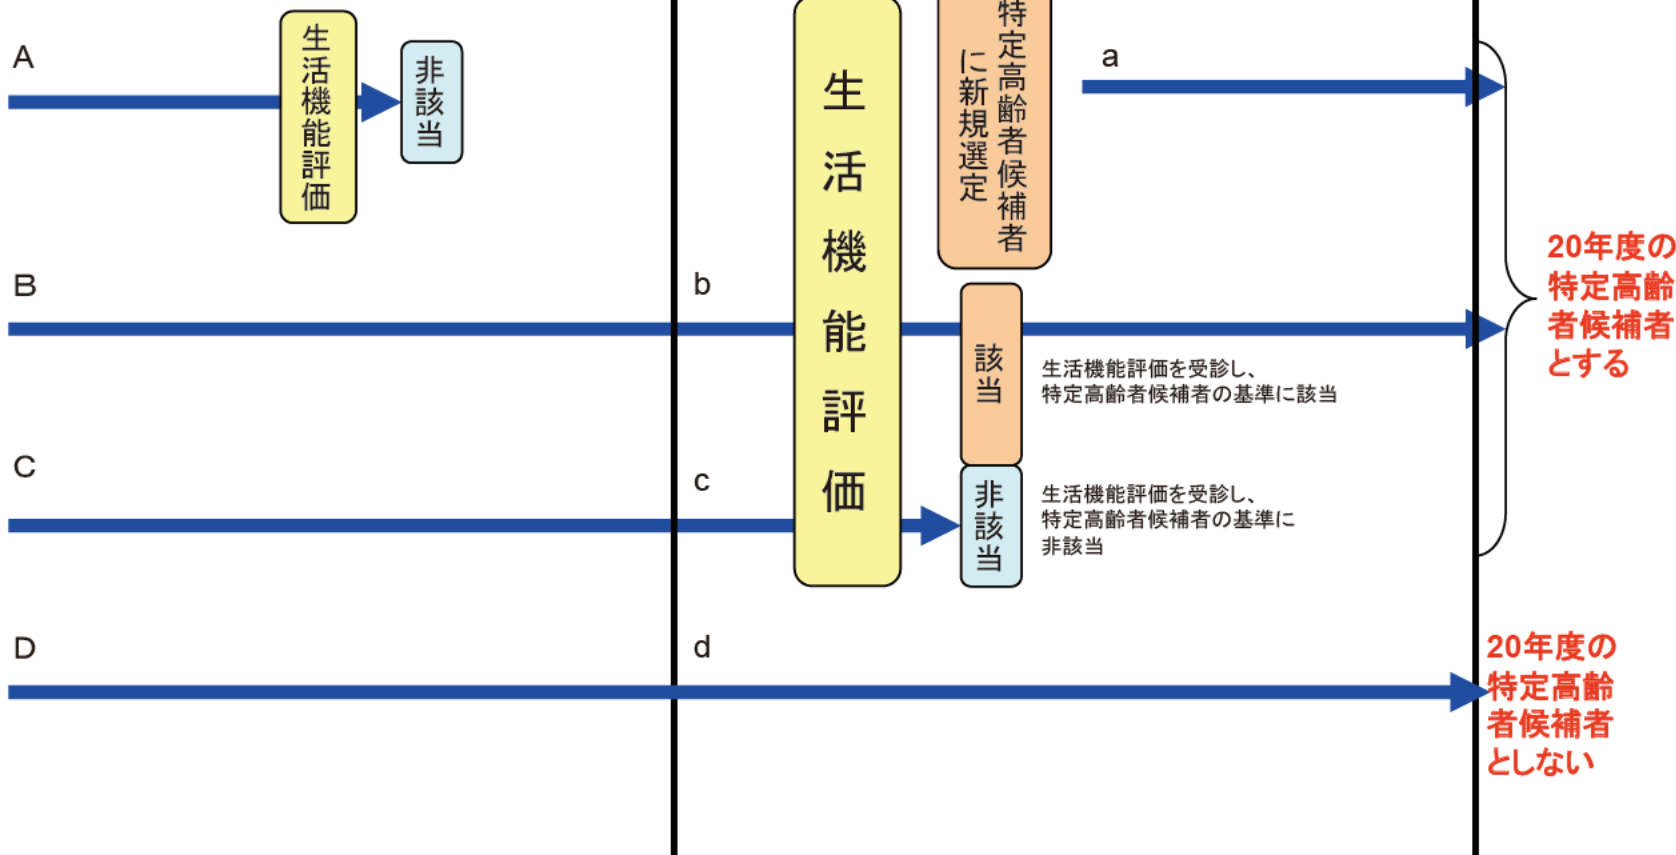 A
生活機能評価
非該当
生活機能評価
特定高齢者候補者
に新規選定
a
B
b
該当
生活機能評価を受診し、
特定高齢者候補者の基準に該当
20年度の
特定高齢
者候補者
とする
C
c
非該当
生活機能評価を受診し、
特定高齢者候補者の基準に
非該当
D
d
20年度の
特定高齢
者候補者
としない